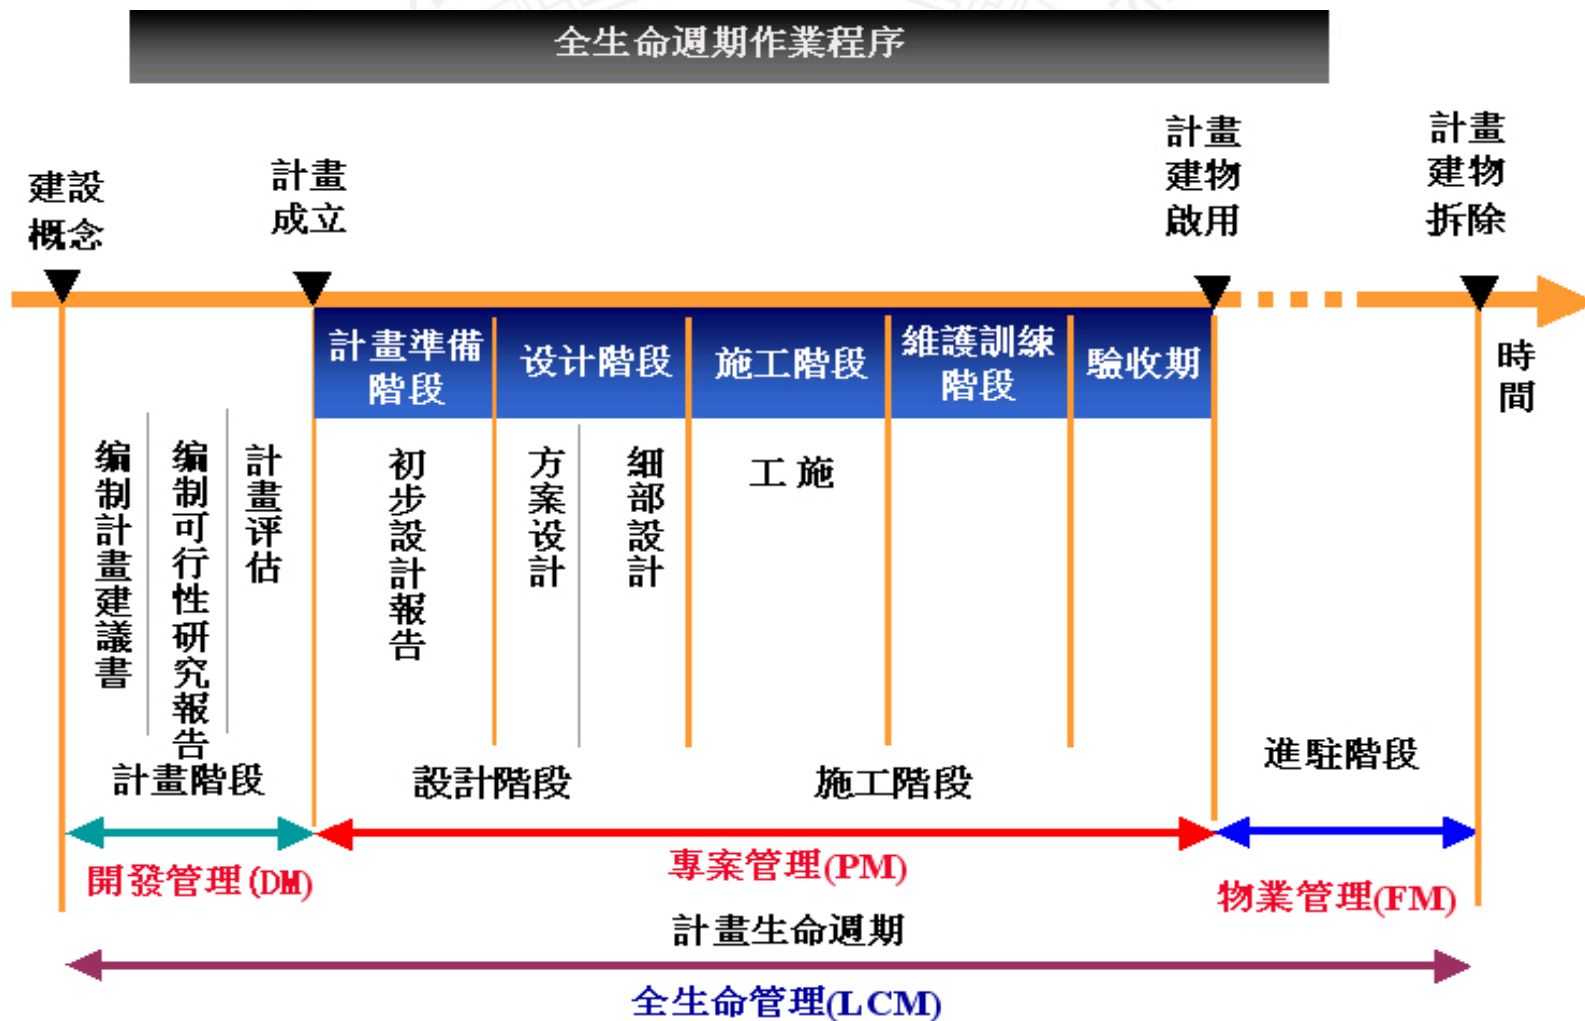 全生命週期作業程序
建設
概念
計畫
成立
計畫
建物
啟用
計畫
建物
拆除
時
間
計畫準備
階段
设计階段
施工階段
維護訓練
階段
驗收期
编制計畫建議書
编制可行性研究報告
計畫评估
初步設計報告
方案设計
細部設計
工施
計畫階段
設計階段
施工階段
進駐階段
開發管理(DM)
專案管理(PM)
物業管理(FM)
計畫生命週期
全生命管理(LCM)